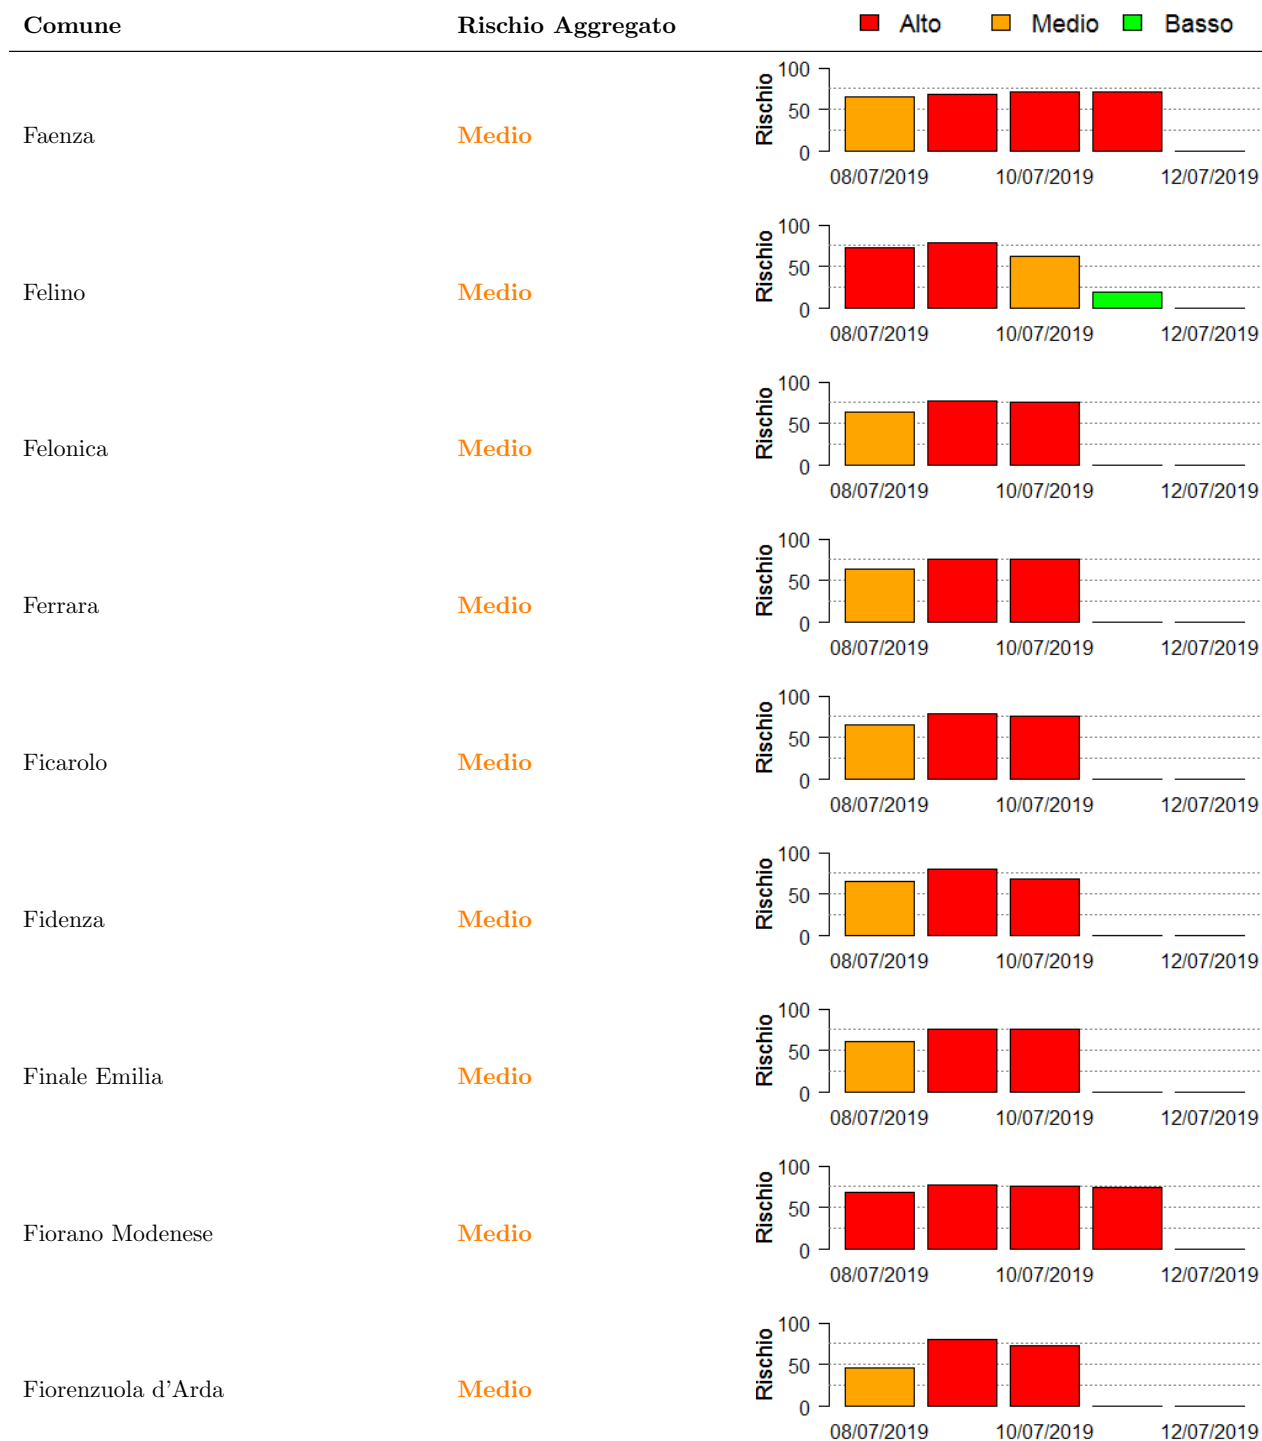 Comune Rischio Aggregato Alto Medio Basso
Faenza Medio Rischio 100 50 0
08/07/2019 10/07/2019 12/07/2019
Felino Medio Rischio 100 50 0
08/07/2019 10/07/2019 12/07/2019
Felonica Medio Rischio 100 50 0
08/07/2019 10/07/2019 12/07/2019
Ferrara Medio Rischio 100 50 0
08/07/2019 10/07/2019 12/07/2019
Ficarolo Medio Rischio 100 50 0
08/07/2019 10/07/2019 12/07/2019
Fidenza Medio Rischio 100 50 0
08/07/2019 10/07/2019 12/07/2019
Finale Emilia Medio Rischio 100 50 0
08/07/2019 10/07/2019 12/07/2019
Fiorano Modenese Medio Rischio 100 50 0
08/07/2019 10/07/2019 12/07/2019
Fiorenzuola d'Arda Medio Rischio 100 50 0
08/07/2019 10/07/2019 12/07/2019